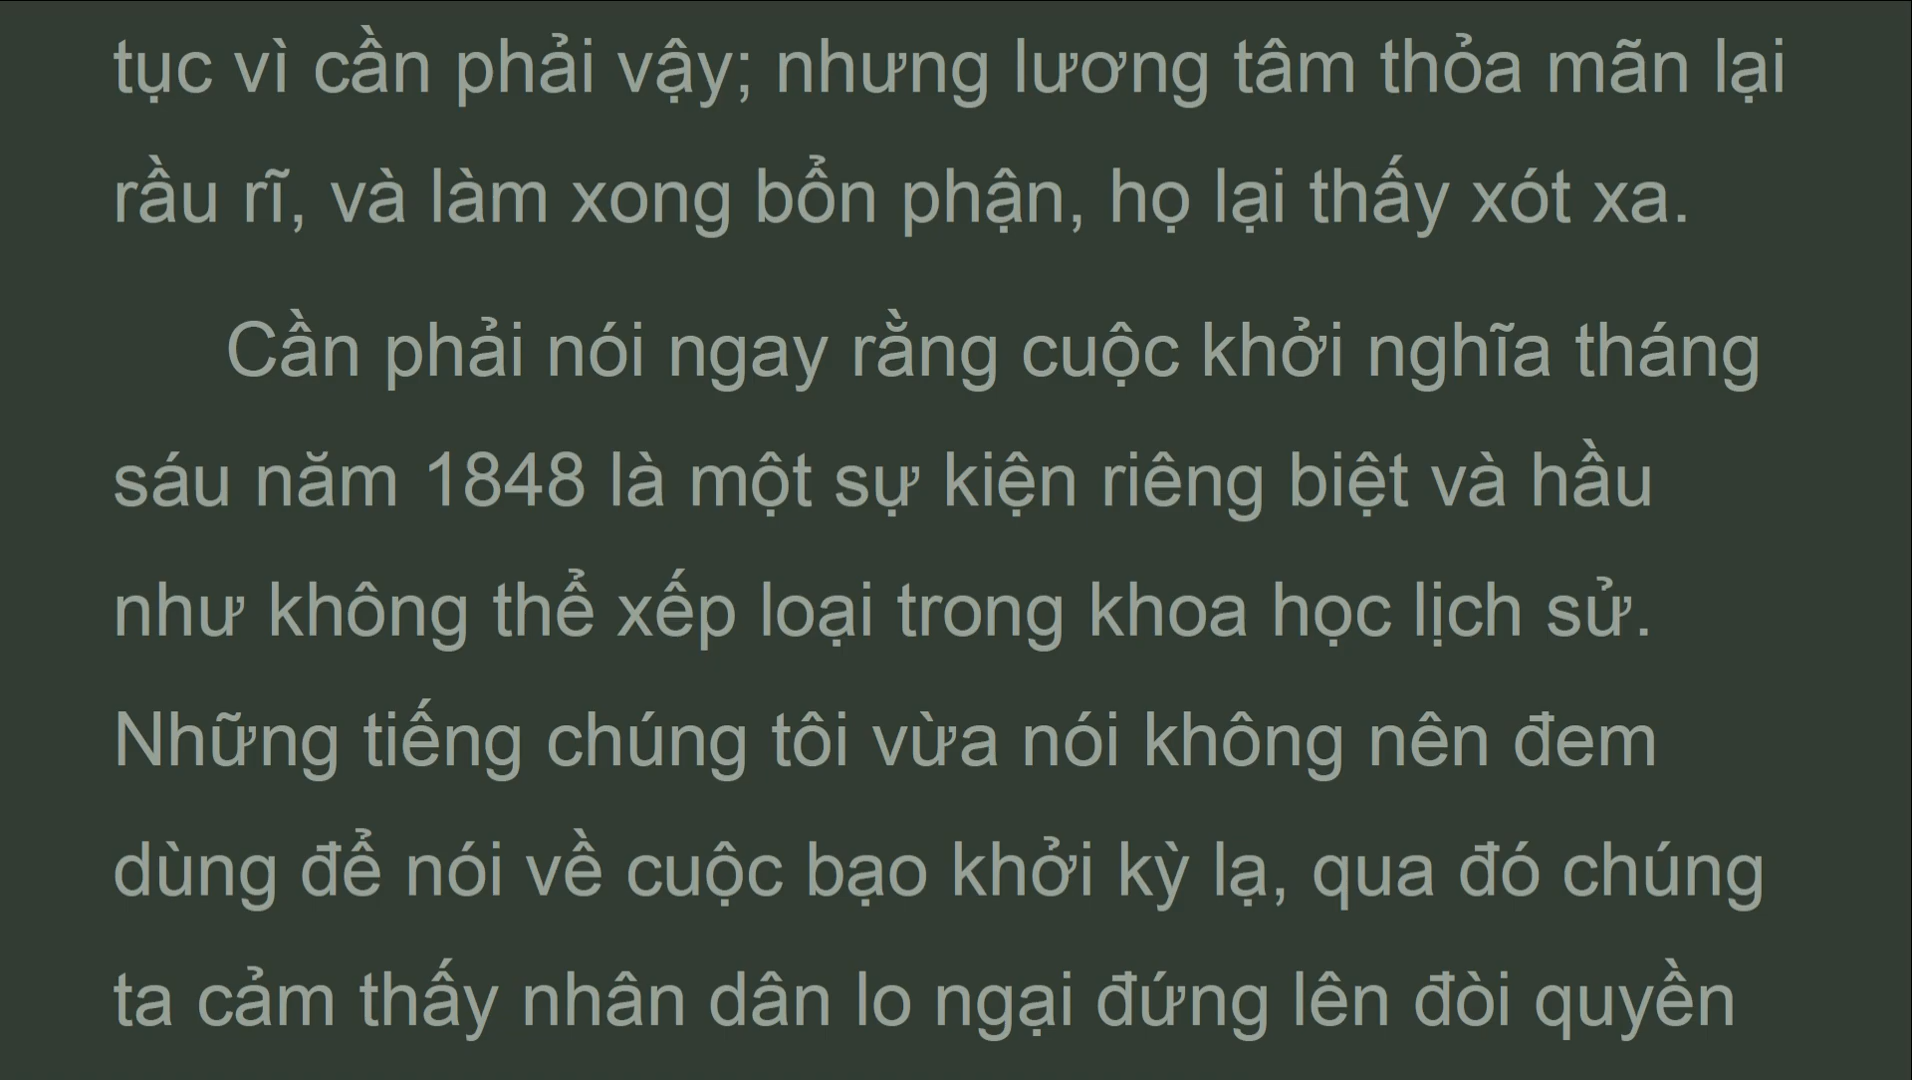 tục vì cần phải vậy; nhưng lương tâm thỏa mãn lại
rầu rĩ, và làm xong bổn phận, họ lại thấy xót xa.
Cần phải nói ngay rằng cuộc khởi nghĩa tháng
sáu năm 1848 là một sự kiện riêng biệt và hầu
như không thể xếp loại trong khoa học lịch sử.
Những tiếng chúng tôi vừa nói không nên đem
dùng để nói về cuộc bạo khởi kỳ lạ, qua đó chúng
ta cảm thấy nhân dân lo ngại đứng lên đòi quyền